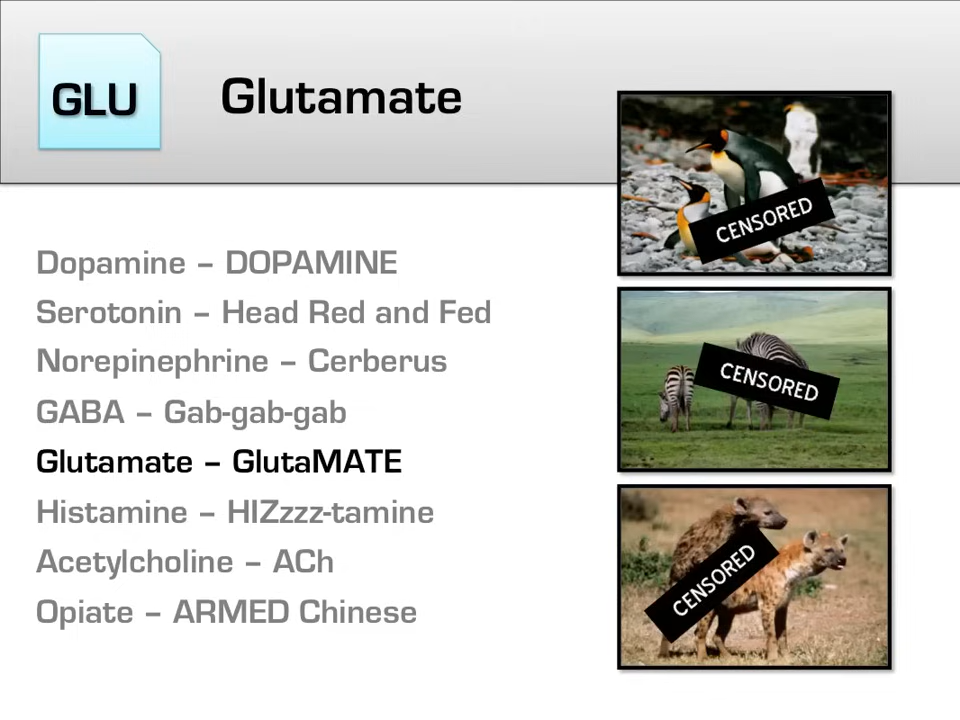 GLU
Glutamate
Dopamine – DOPAMINE
Serotonin – Head Red and Fed
Norepinephrine – Cerberus
GABA – Gab-gab-gab
Glutamate – GlutaMATE
Histamine – HIZzzz-tamine
Acetylcholine – ACh
Opiate – ARMED Chinese
CENSORED
CENSORED
CENSORED